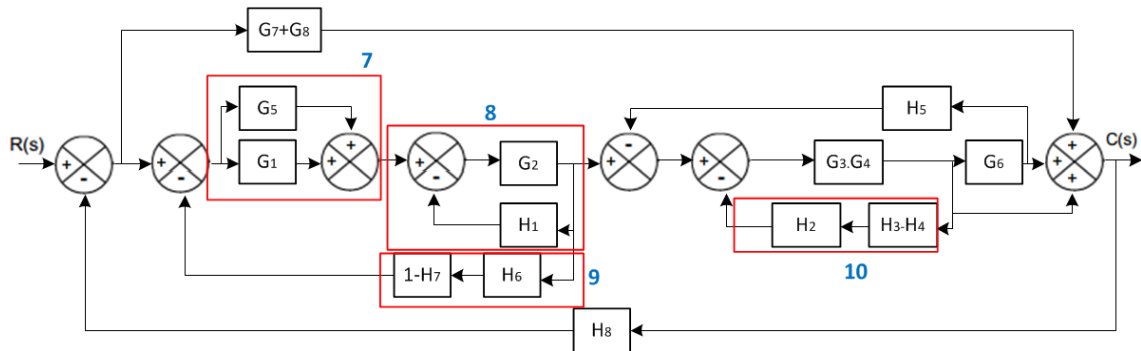 G7+G8
7
G5
8
H5
R(s)
+
-
+
-
G1
+
+
+
-
G2
-
+
+
-
G3.G4
G6
+
+
+
C(s)
H1
H2
H3-H4
10
1-H7
H6
9
H8